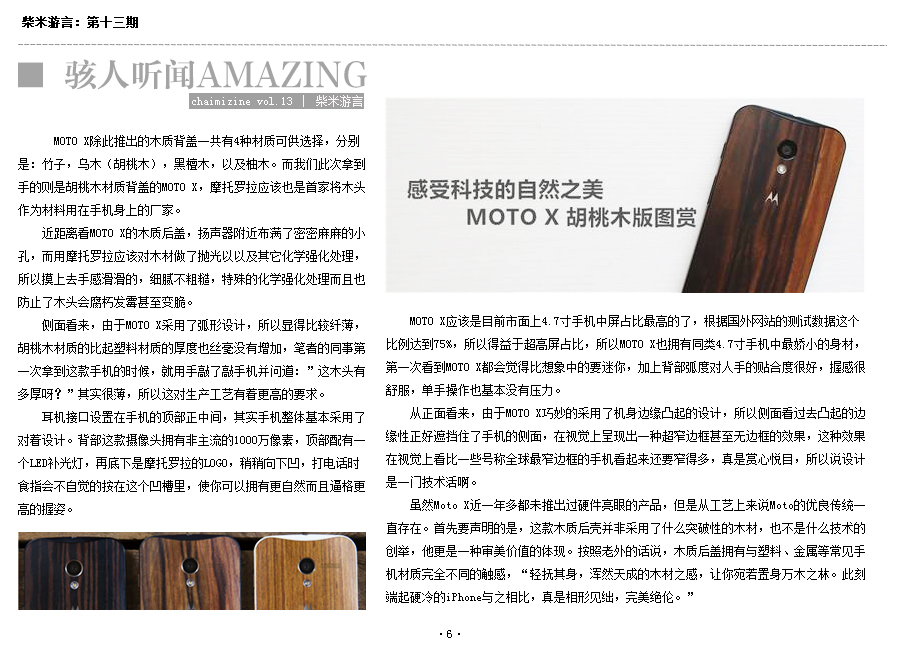 柴米游言：第十三期
骇人听闻AMAZING
chaimizine vol.13 | 柴米游言
MOTO X除此推出的木质背盖一共有4种材质可供选择，分别
是：竹子，乌木（胡桃木），黑檀木，以及柚木。而我们此次拿到
手的则是胡桃木材质背盖的MOTO X，摩托罗拉应该也是首家将木头
作为材料用在手机身上的厂家。
近距离看MOTO X的木质后盖，扬声器附近布满了密密麻麻的小
孔，而用摩托罗拉应该对木材做了抛光以以及其它化学强化处理，
所以摸上去手感滑滑的，细腻不粗糙，特殊的化学强化处理而且也
防止了木头会腐朽发霉甚至变脆。
侧面看来，由于MOTO X采用了弧形设计，所以显得比较纤薄，
胡桃木材质的比起塑料材质的厚度也丝毫没有增加，笔者的同事第
一次拿到这款手机的时候，就用手敲了敲手机并问道：”这木头有
多厚呀？”其实很薄，所以这对生产工艺有着更高的要求。
耳机接口设置在手机的顶部正中间，其实手机整体基本采用了
对着设计。背部这款摄像头拥有非主流的1000万像素，顶部配有一
个LED补光灯，再底下是摩托罗拉的LOGO，稍稍向下凹，打电话时
食指会不自觉的按在这个凹槽里，使你可以拥有更自然而且逼格更
高的握姿。
感受科技的自然之美
MOTO X 胡桃木版图赏
MOTO X应该是目前市面上4.7寸手机中屏占比最高的了，根据国外网站的测试数据这个
比例达到75%，所以得益于超高屏占比，所以MOTO X也拥有同类4.7寸手机中最娇小的身材，
第一次看到MOTO X都会觉得比想象中的要迷你，加上背部弧度对人手的贴合度很好，握感很
舒服，单手操作也基本没有压力。
从正面看来，由于MOTO X巧妙的采用了机身边缘凸起的设计，所以侧面看过去凸起的边
缘性正好遮挡住了手机的侧面，在视觉上呈现出一种超窄边框甚至无边框的效果，这种效果
在视觉上看比一些号称全球最窄边框的手机看起来还要窄得多，真是赏心悦目，所以说设计
是一门技术活啊。
虽然Moto X近一年多都未推出过硬件亮眼的产品，但是从工艺上来说Moto的优良传统一
直存在。首先要声明的是，这款木质后壳并非采用了什么突破性的木材，也不是什么技术的
创举，他更是一种审美价值的体现。按照老外的话说，木质后盖拥有与塑料、金属等常见手
机材质完全不同的触感，“轻抚其身，浑然天成的木材之感，让你宛若置身万木之林。此刻
端起硬冷的iPhone与之相比，真是相形见绌，完美绝伦。”
·6·